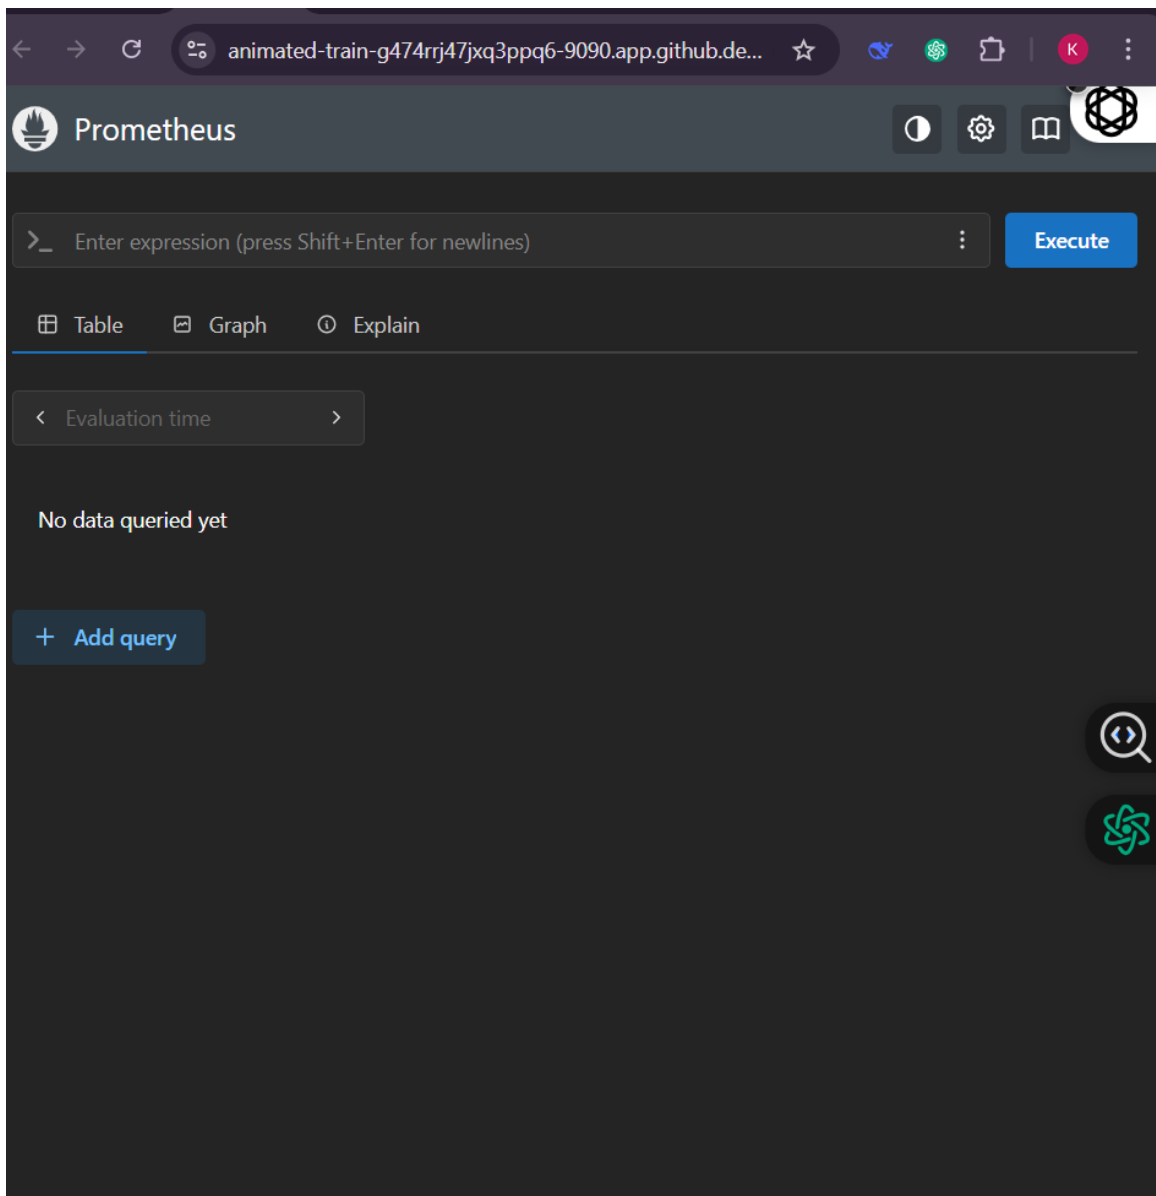 animated-train-g474rrj47jxq3ppq6-9090.app.github.de...
K
Prometheus
>_ Enter expression (press Shift+Enter for newlines)
Execute
Table Graph Explain
Evaluation time
No data queried yet
+ Add query